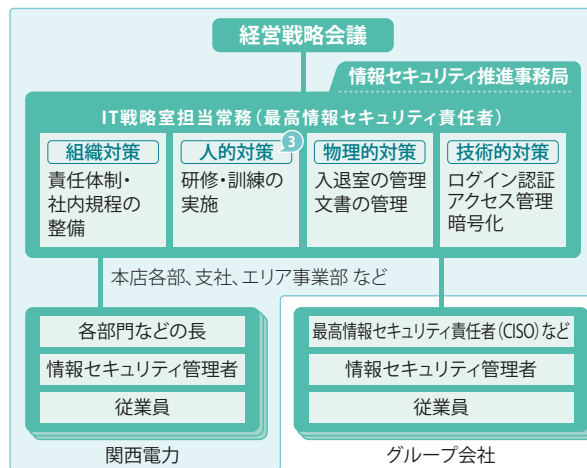 経営戦略会議
情報セキュリティ推進事務局
IT戦略室担当常務(最高情報セキュリティ責任者)
組織対策
責任体制・
社内規程の
整備
人的対策
3
研修・訓練の
実施
物理的対策
入退室の管理
文書の管理
技術的対策
ログイン認証
アクセス管理
暗号化
本店各部、支社、エリア事業部 など
各部門などの長
情報セキュリティ管理者
従業員
関西電力
最高情報セキュリティ責任者(CISO)など
情報セキュリティ管理者
従業員
グループ会社